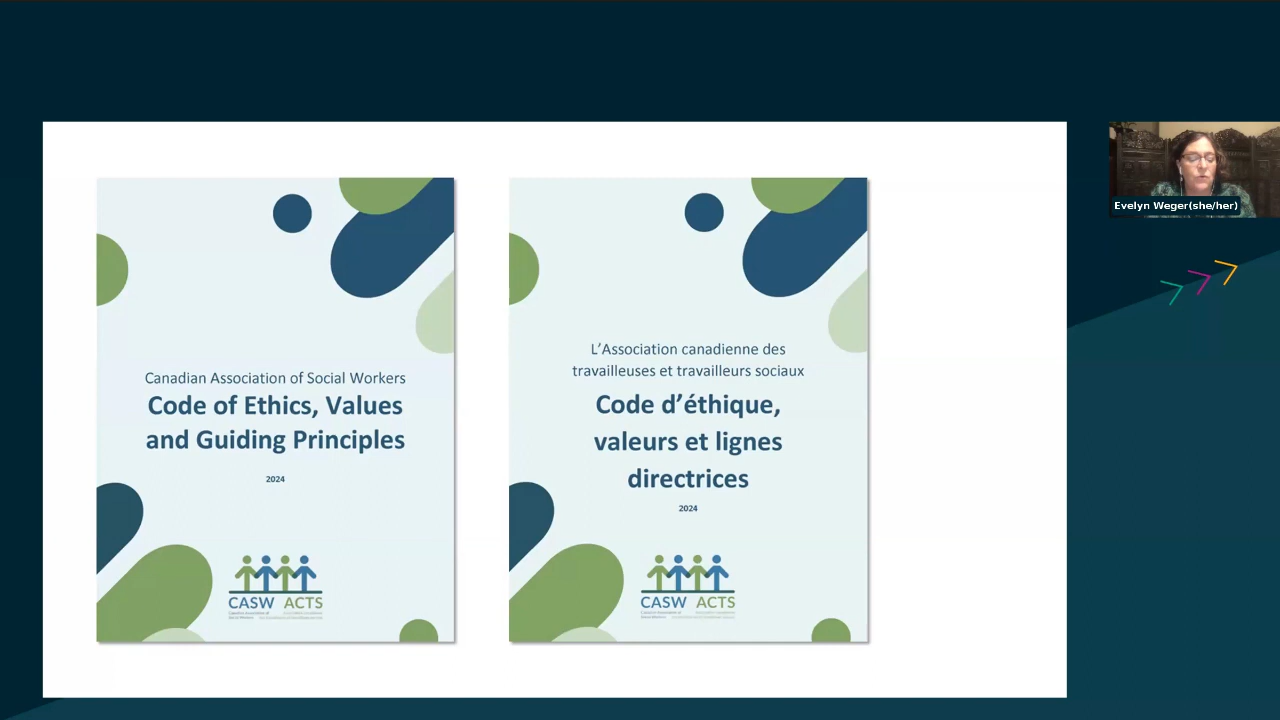 Canadian Association of Social Workers
Code of Ethics, Values
and Guiding Principles
2024
CASW ACTS
L'Association canadienne des
travailleuses et travailleurs sociaux
Code d'éthique,
valeurs et lignes
directrices
2024
CASW ACTS
Evelyn Weger(she/her)